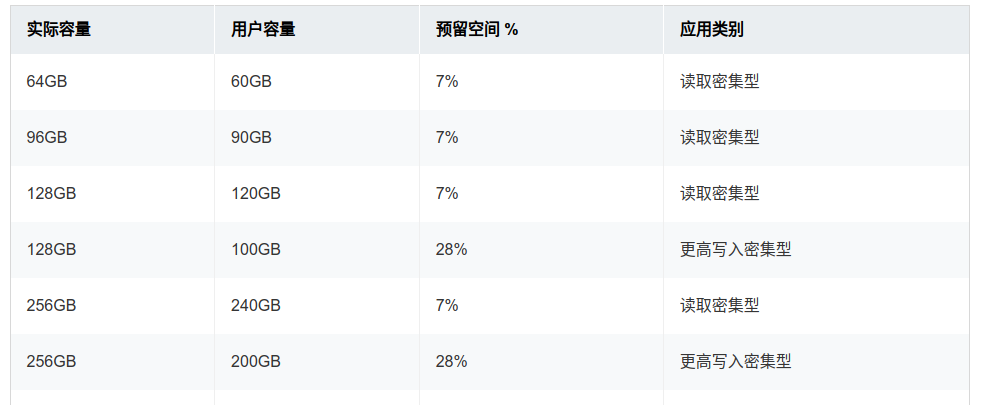 实际容量 用户容量 预留空间 % 应用类别
64GB 60GB 7% 读取密集型
96GB 90GB 7% 读取密集型
128GB 120GB 7% 读取密集型
128GB 100GB 28% 更高写入密集型
256GB 240GB 7% 读取密集型
256GB 200GB 28% 更高写入密集型